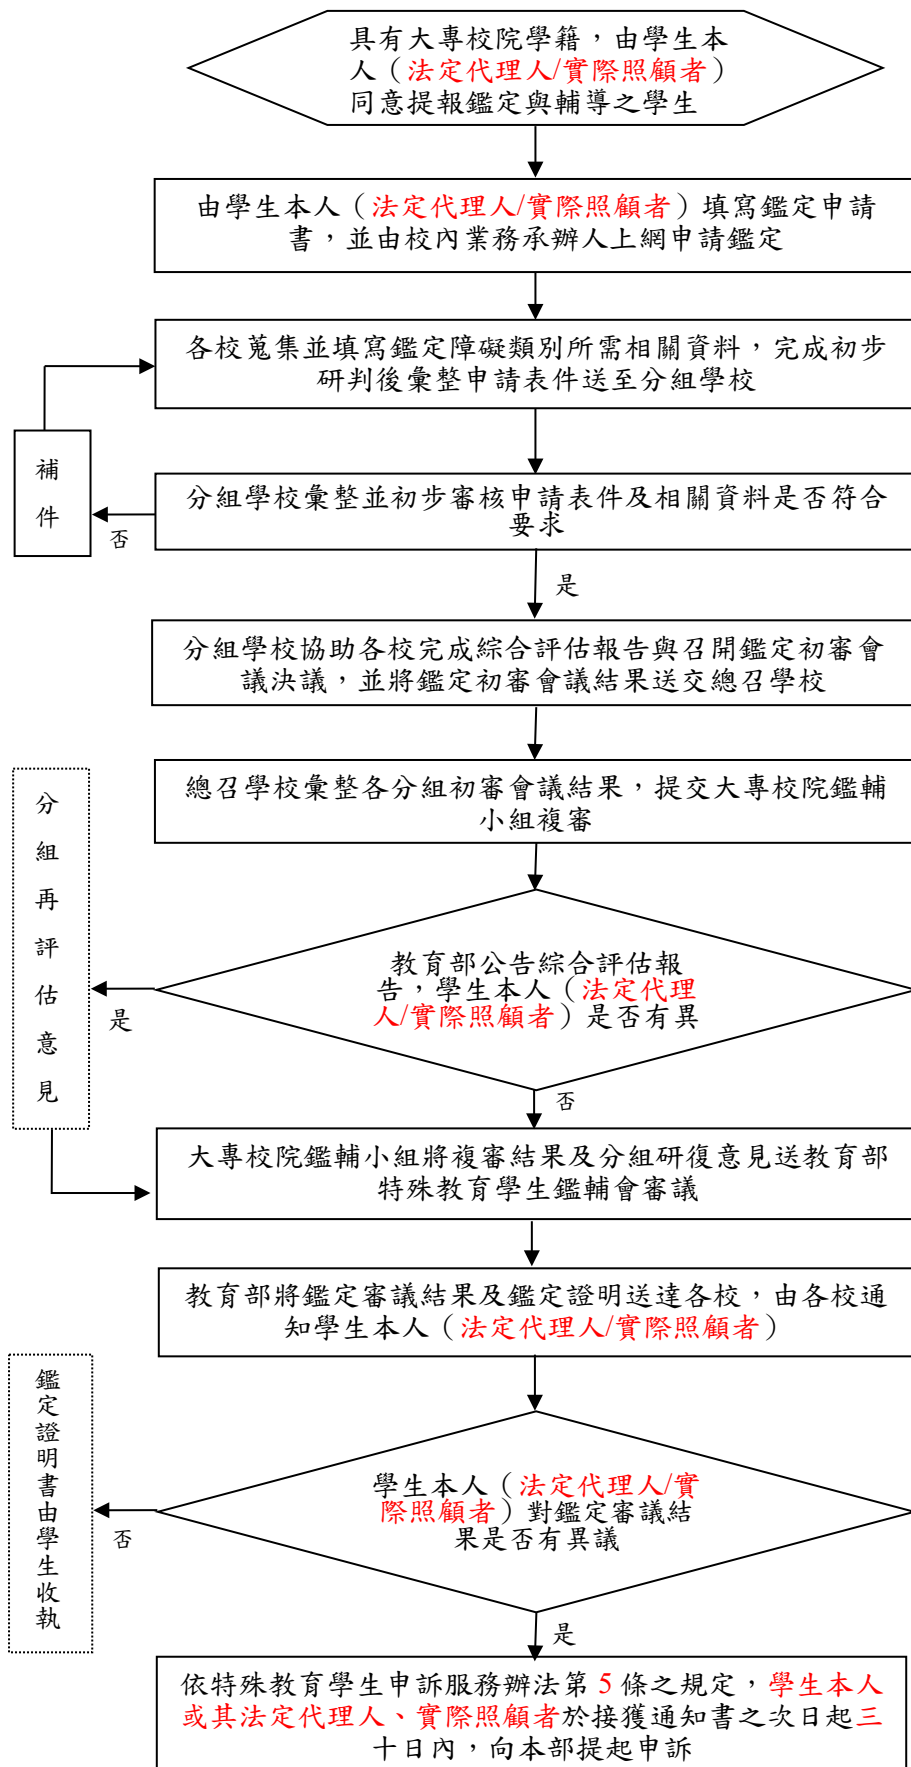 具有大專校院學籍，由學生本
人（法定代理人/實際照顧者）
同意提報鑑定與輔導之學生
由學生本人（法定代理人/實際照顧者）填寫鑑定申請
書，並由校內業務承辦人上網申請鑑定
各校蒐集並填寫鑑定障礙類別所需相關資料，完成初步
研判後彙整申請表件送至分組學校
補
件
分組學校彙整並初步審核申請表件及相關資料是否符合
要求
否
是
分組學校協助各校完成綜合評估報告與召開鑑定初審會
議決議，並將鑑定初審會議結果送交總召學校
總召學校彙整各分組初審會議結果，提交大專校院鑑輔
小組複審
分
組
再
評
估
意
見
教育部公告綜合評估報
告，學生本人（法定代理
人/實際照顧者）是否有異
是
否
大專校院鑑輔小組將複審結果及分組研復意見送教育部
特殊教育學生鑑輔會審議
教育部將鑑定審議結果及鑑定證明送達各校，由各校通
知學生本人（法定代理人/實際照顧者）
鑑
定
證
明
書
由
學
生
收
執
學生本人（法定代理人/實
際照顧者）對鑑定審議結
果是否有異議
否
是
依特殊教育學生申訴服務辦法第 5 條之規定，學生本人
或其法定代理人、實際照顧者於接獲通知書之次日起三
十日內，向本部提起申訴